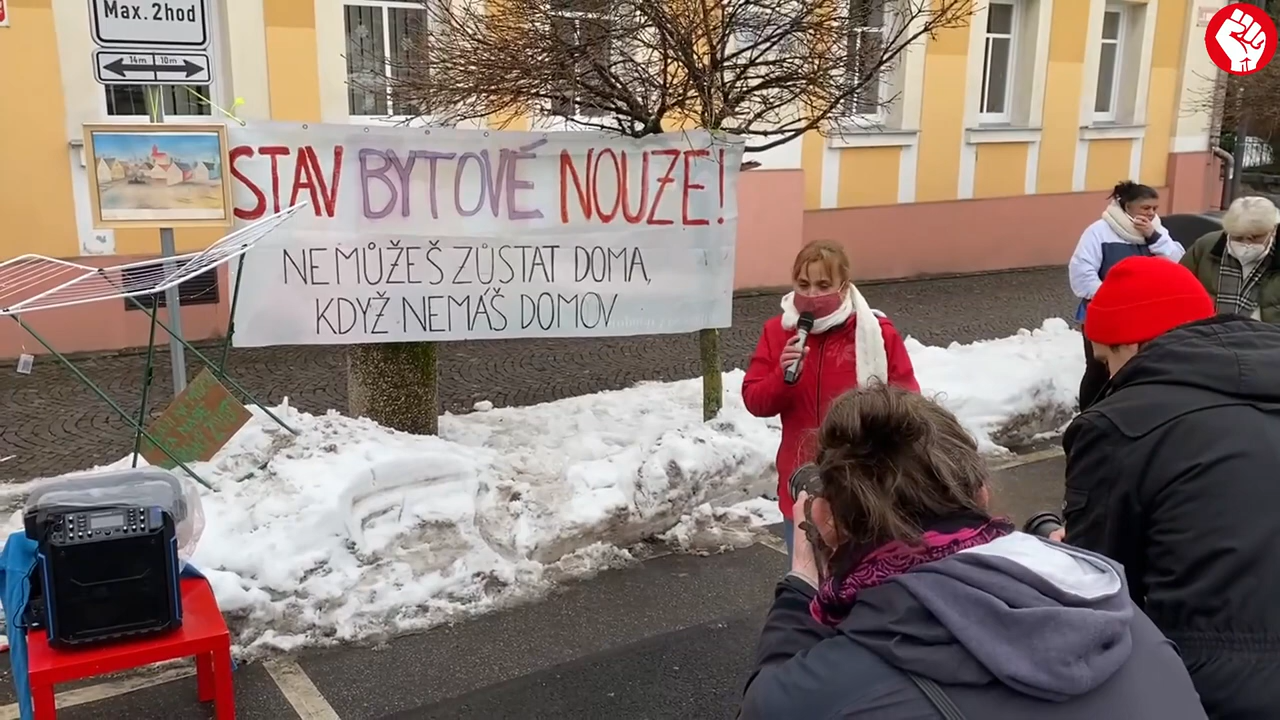 Max. 2hod
14m 10m
STAV BYTOVÉ NOUZE!
NEMŮŽEŠ ZŮSTAT DOMA,
KDYŽ NEMÁŠ DOMOV